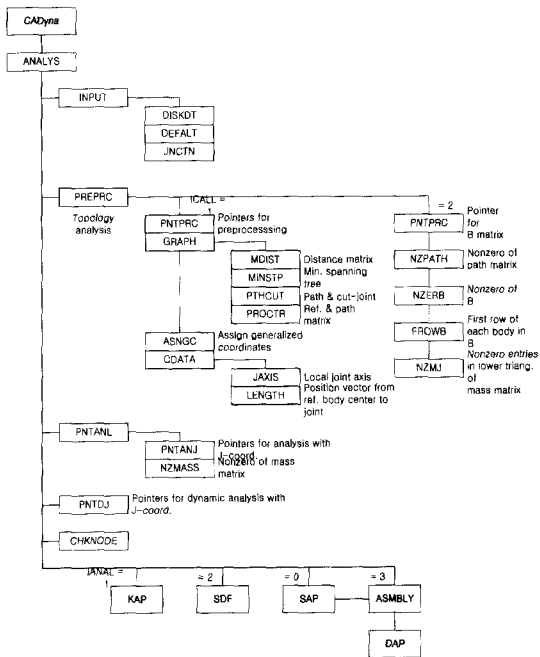 CADyna
ANALYS
INPUT
DISKDT
DEFALT
JNCTN
PREPRC
Topology
analysis
ICALL =
1
PNTPRC
Pointers for
preprocesssing
GRAPH
MDIST
Distance matrix
MINSTP
Min. spanning
tree
PTHCUT
Path & cut-joint
PROCTR
Ref. & path
matrix
ASNGC
Assign generalized
coordinates
CDATA
JAXIS
Local joint axis
LENGTH
Position vector from
ref. body center to
joint
= 2
PNTPRC
Pointer
for
B matrix
NZPATH
Nonzero of
path matrix
NZERB
Nonzero of
B
FROWB
First row of
each body in
B
NZMJ
Nonzero entries
in lower triang.
of
mass matrix
PNTANL
PNTANJ
Pointers for analysis with
J-coord.
NZMASS
Nonzero of mass
matrix
PNTDJ
Pointers for dynamic analysis with
J-coord.
CHKNODE
IANAL =
1
KAP
= 2
SDF
= 0
SAP
= 3
ASMBLY
DAP